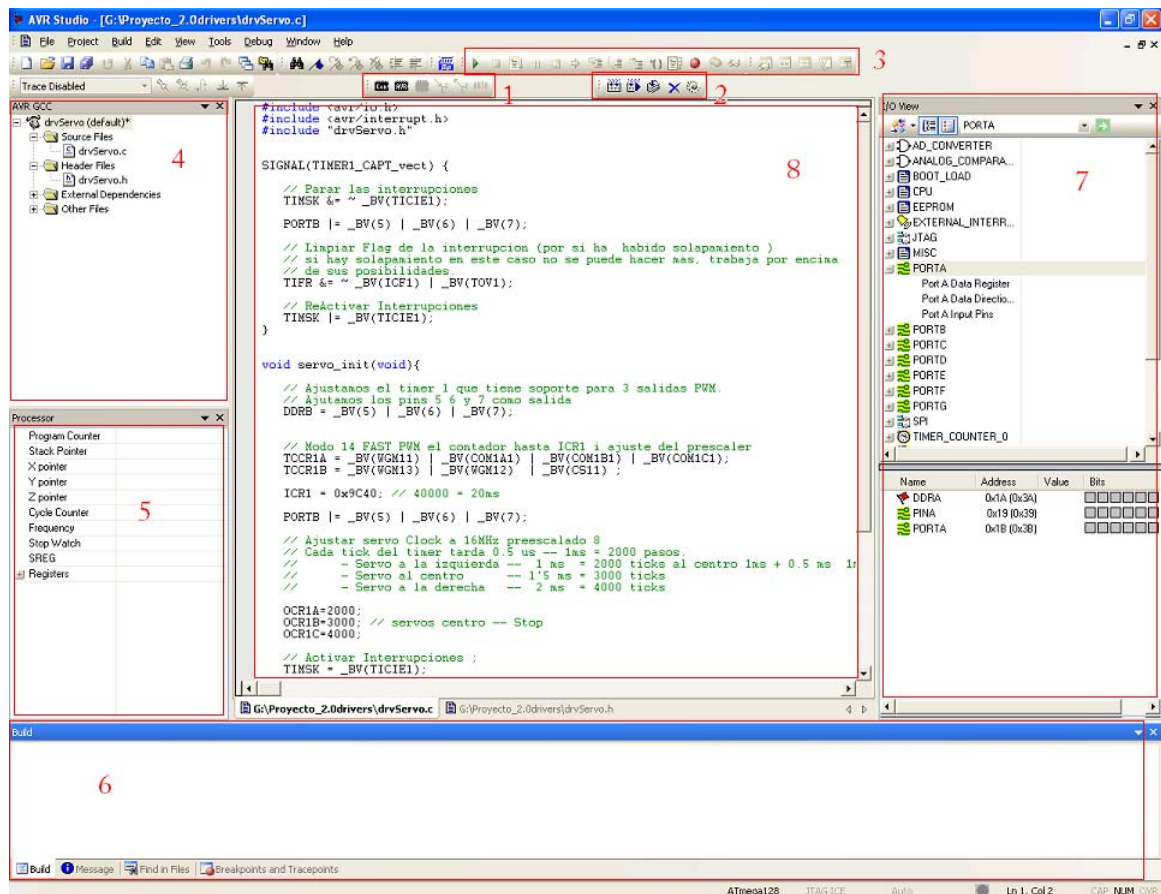 AVR Studio - [G:\Proyecto_2.0drivers\drvServo.c]
File Project Build Edit View Tools Debug Window Help
3
Trace Disabled
1
2
AVR GCC
drvServo (default)*
Source Files
drvServo.c
Header Files
drvServo.h
External Dependencies
Other Files
4
Processor
Program Counter
Stack Pointer
X pointer
Y pointer
Z pointer
Cycle Counter
Frequency
Stop Watch
SREG
Registers
5
#include <avr/io.h>
#include <avr/interrupt.h>
#include "drvServo.h"
8
SIGNAL(TIMER1_CAPT_vect) {
// Parar las interrupciones
TIMSK &= ~ _BV(TICIE1);
PORTB |= _BV(5) | _BV(6) | _BV(7);
// Limpiar Flag de la interrupcion (por si ha habido solapamiento )
// si hay solapamiento en este caso no se puede hacer mas, trabaja por encima
// de sus posibilidades.
TIFR &= ~ _BV(ICF1) | _BV(TOV1);
// ReActivar Interrupciones
TIMSK |= _BV(TICIE1);
}
void servo_init(void){
// Ajustamos el timer 1 que tiene soporte para 3 salidas PWM.
// Ajutamos los pins 5 6 y 7 como salida
DDRB = _BV(5) | _BV(6) | _BV(7);
// Modo 14 FAST PWM el contador hasta ICR1 i ajuste del prescaler
TCCR1A = _BV(WGM11) | _BV(COM1A1) | _BV(COM1B1) | _BV(COM1C1);
TCCR1B = _BV(WGM13) | _BV(WGM12) | _BV(CS11) ;
ICR1 = 0x9C40; // 40000 = 20ms
PORTB |= _BV(5) | _BV(6) | _BV(7);
// Ajustar servo Clock a 16MHz preescalado 8
// Cada tick del timer tarda 0.5 us -- 1ms = 2000 pasos.
// - Servo a la izquierda -- 1 ms = 2000 ticks al centro 1ms + 0.5 ms
// - Servo al centro -- 1'5 ms = 3000 ticks
// - Servo a la derecha -- 2 ms = 4000 ticks
OCR1A=2000;
OCR1B=3000; // servos centro -- Stop
OCR1C=4000;
// Activar Interrupciones ;
TIMSK = _BV(TICIE1);
G:\Proyecto_2.0drivers\drvServo.c G:\Proyecto_2.0drivers\drvServo.h
I/O View
PORTA
AD_CONVERTER
ANALOG_COMPARA...
BOOT_LOAD
CPU
EEPROM
EXTERNAL_INTERR...
JTAG
MISC
PORTA
Port A Data Register
Port A Data Directio...
Port A Input Pins
PORTB
PORTC
PORTD
PORTE
PORTF
PORTG
SPI
TIMER_COUNTER_0
7
Name Address Value Bits
DDRA 0x1A (0x3A)
PINA 0x19 (0x39)
PORTA 0x1B (0x3B)
Build
6
Build Message Find in Files Breakpoints and Tracepoints
ATmega128 JTAG ICE Auto Ln 1, Col 2 CAP NUM OVR